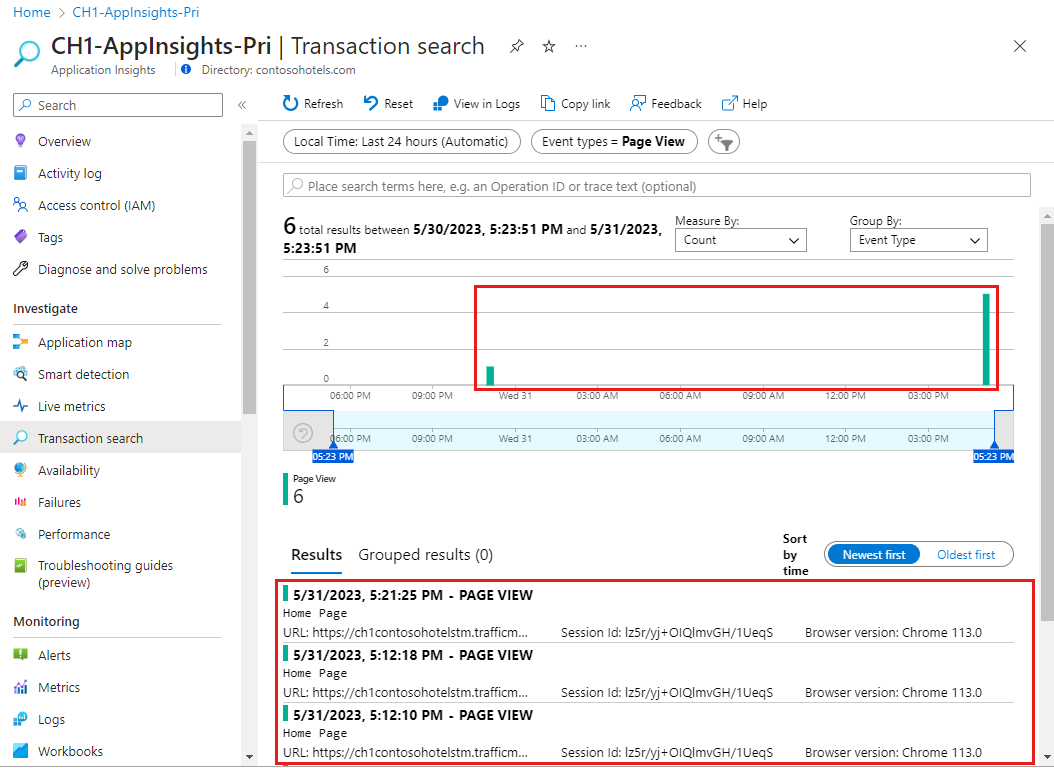 Home > CH1-AppInsights-Pri
CH1-AppInsights-Pri | Transaction search ...
Application Insights
Directory: contosohotels.com
Search
«
Overview
Activity log
Access control (IAM)
Tags
Diagnose and solve problems
Investigate
Application map
Smart detection
Live metrics
Transaction search
Availability
Failures
Performance
Troubleshooting guides
(preview)
Monitoring
Alerts
Metrics
Logs
Workbooks
Refresh Reset View in Logs Copy link Feedback Help
Local Time: Last 24 hours (Automatic) Event types = Page View
Place search terms here, e.g. an Operation ID or trace text (optional)
6 total results between 5/30/2023, 5:23:51 PM and 5/31/2023,
5:23:51 PM
Measure By:
Count
Group By:
Event Type
6
4
2
0
06:00 PM 09:00 PM Wed 31 03:00 AM 06:00 AM 09:00 AM 12:00 PM 03:00 PM
06:00 PM 09:00 PM Wed 31 03:00 AM 06:00 AM 09:00 AM 12:00 PM 03:00 PM
05:23 PM 05:23 PM
Page View
6
Results Grouped results (0)
Sort
by
time
Newest first Oldest first
5/31/2023, 5:21:25 PM - PAGE VIEW
Home Page
URL: https://ch1contosohotelstm.trafficm... Session Id: lz5r/yj+OIQlmvGH/1UeqS Browser version: Chrome 113.0
5/31/2023, 5:12:18 PM - PAGE VIEW
Home Page
URL: https://ch1contosohotelstm.trafficm... Session Id: lz5r/yj+OIQlmvGH/1UeqS Browser version: Chrome 113.0
5/31/2023, 5:12:10 PM - PAGE VIEW
Home Page
URL: https://ch1contosohotelstm.trafficm... Session Id: lz5r/yj+OIQlmvGH/1UeqS Browser version: Chrome 113.0